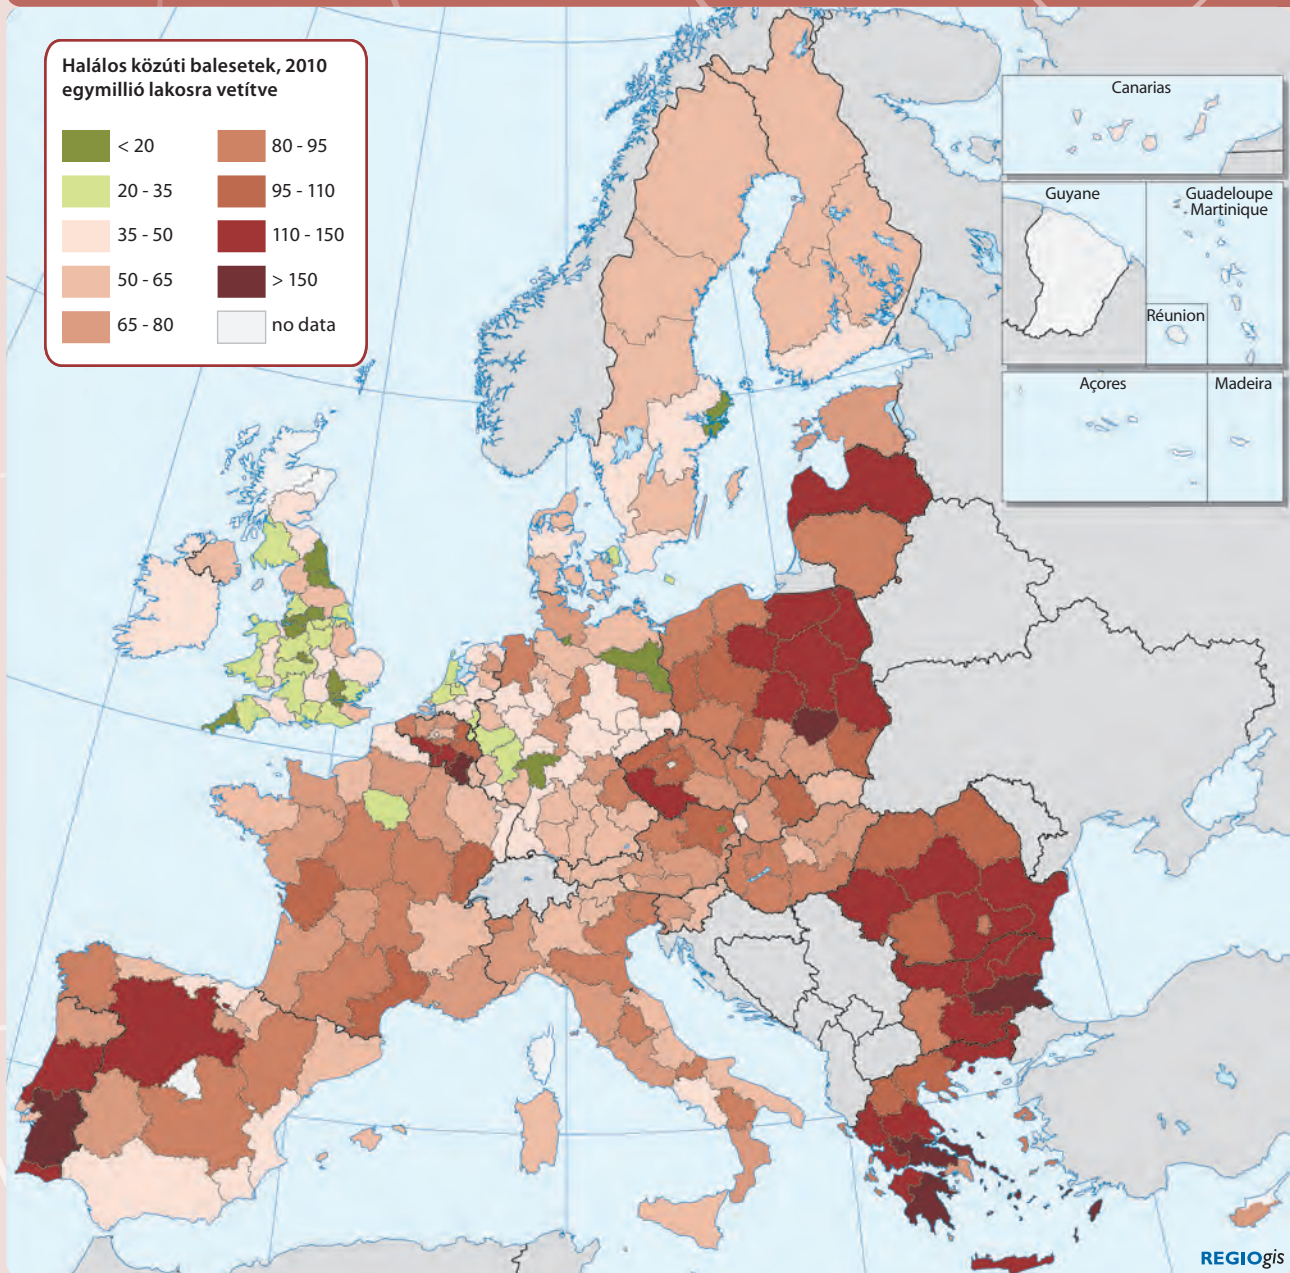 Halálos közúti balesetek, 2010
egymillió lakosra vetítve
< 20
20 - 35
35 - 50
50 - 65
65 - 80
80 - 95
95 - 110
110 - 150
> 150
no data
Canarias
Guyane
Guadeloupe
Martinique
Réunion
Açores
Madeira
REGIOgis